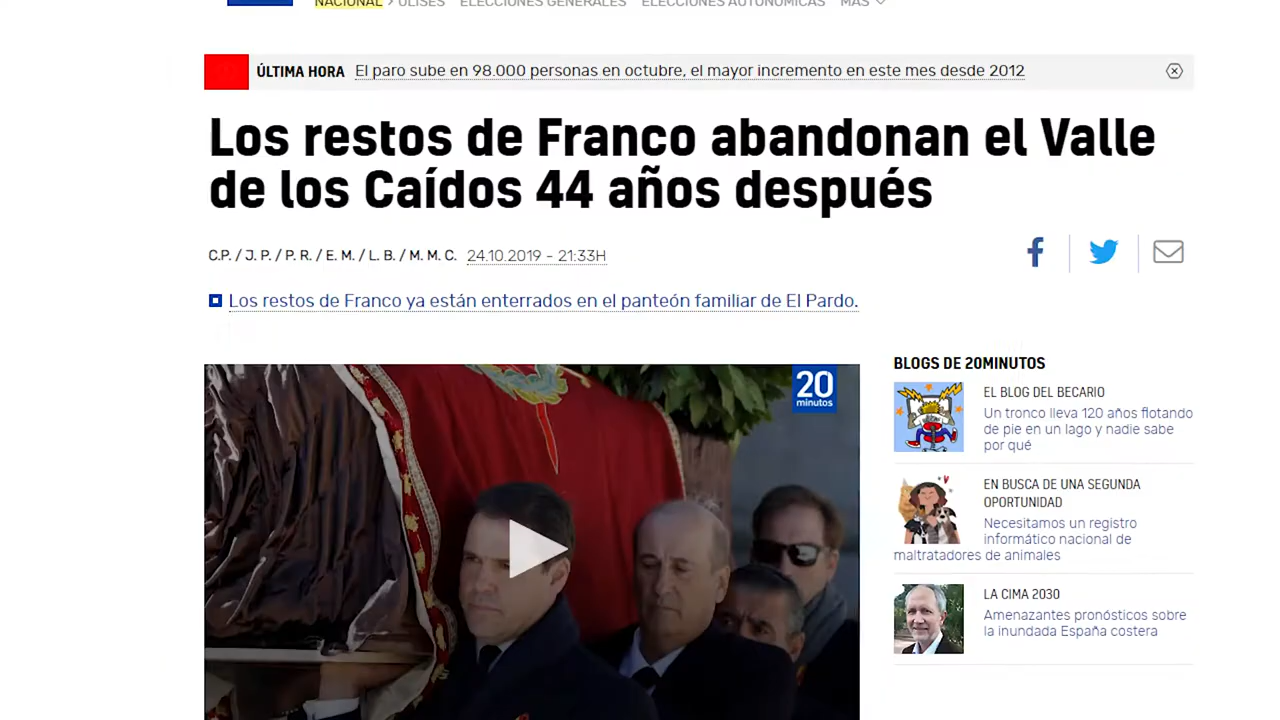 NACIONAL > ULISES ELECCIONES GENERALES ELECCIONES AUTONÓMICAS MÁS
ÚLTIMA HORA El paro sube en 98.000 personas en octubre, el mayor incremento en este mes desde 2012
Los restos de Franco abandonan el Valle
de los Caídos 44 años después
C.P. / J. P. / P. R. / E. M. / L. B. / M. M. C. 24.10.2019 - 21:33H
Los restos de Franco ya están enterrados en el panteón familiar de El Pardo.
20
minutos
BLOGS DE 20MINUTOS
EL BLOG DEL BECARIO
Un tronco lleva 120 años flotando
de pie en un lago y nadie sabe
por qué
EN BUSCA DE UNA SEGUNDA
OPORTUNIDAD
Necesitamos un registro
informático nacional de
maltratadores de animales
LA CIMA 2030
Amenazantes pronósticos sobre
la inundada España costera